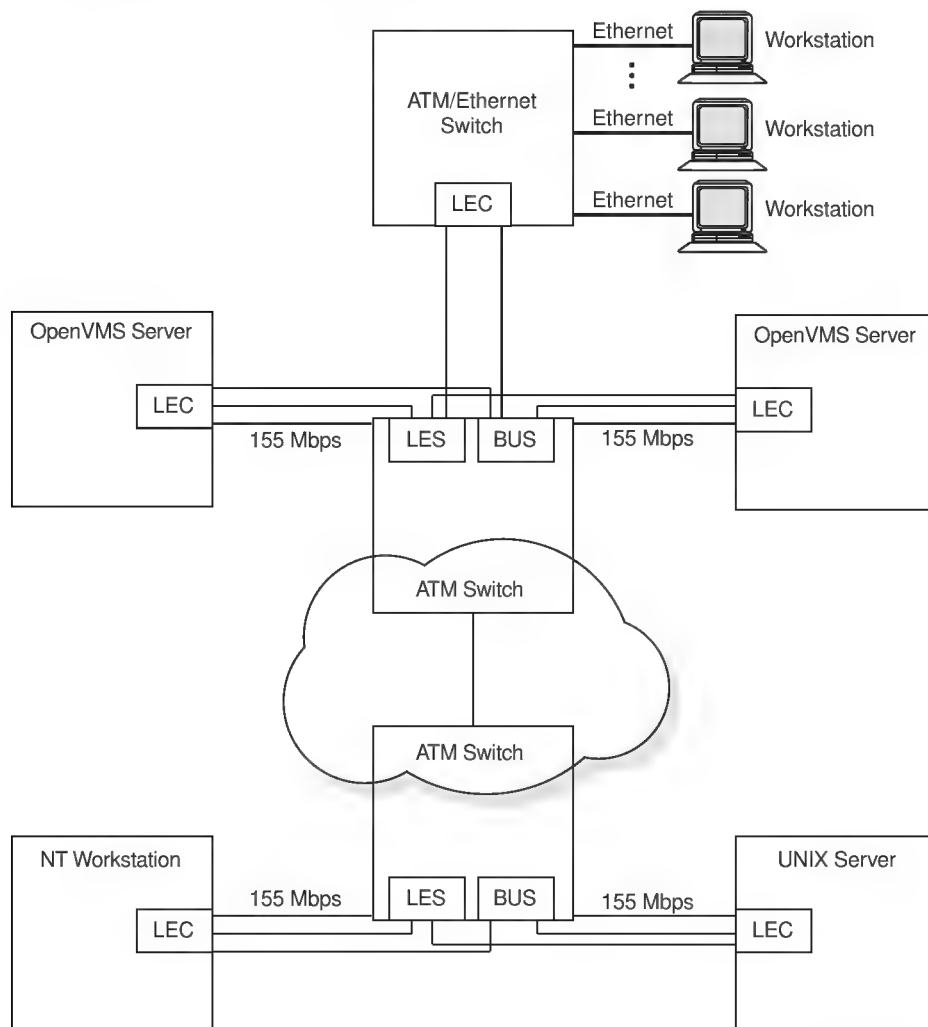 Ethernet
Workstation
ATM/Ethernet
Switch
Ethernet
Workstation
LEC
Ethernet
Workstation
OpenVMS Server
OpenVMS Server
LEC
LEC
155 Mbps
LES
BUS
155 Mbps
ATM Switch
ATM Switch
NT Workstation
UNIX Server
155 Mbps
LES
BUS
155 Mbps
LEC
LEC